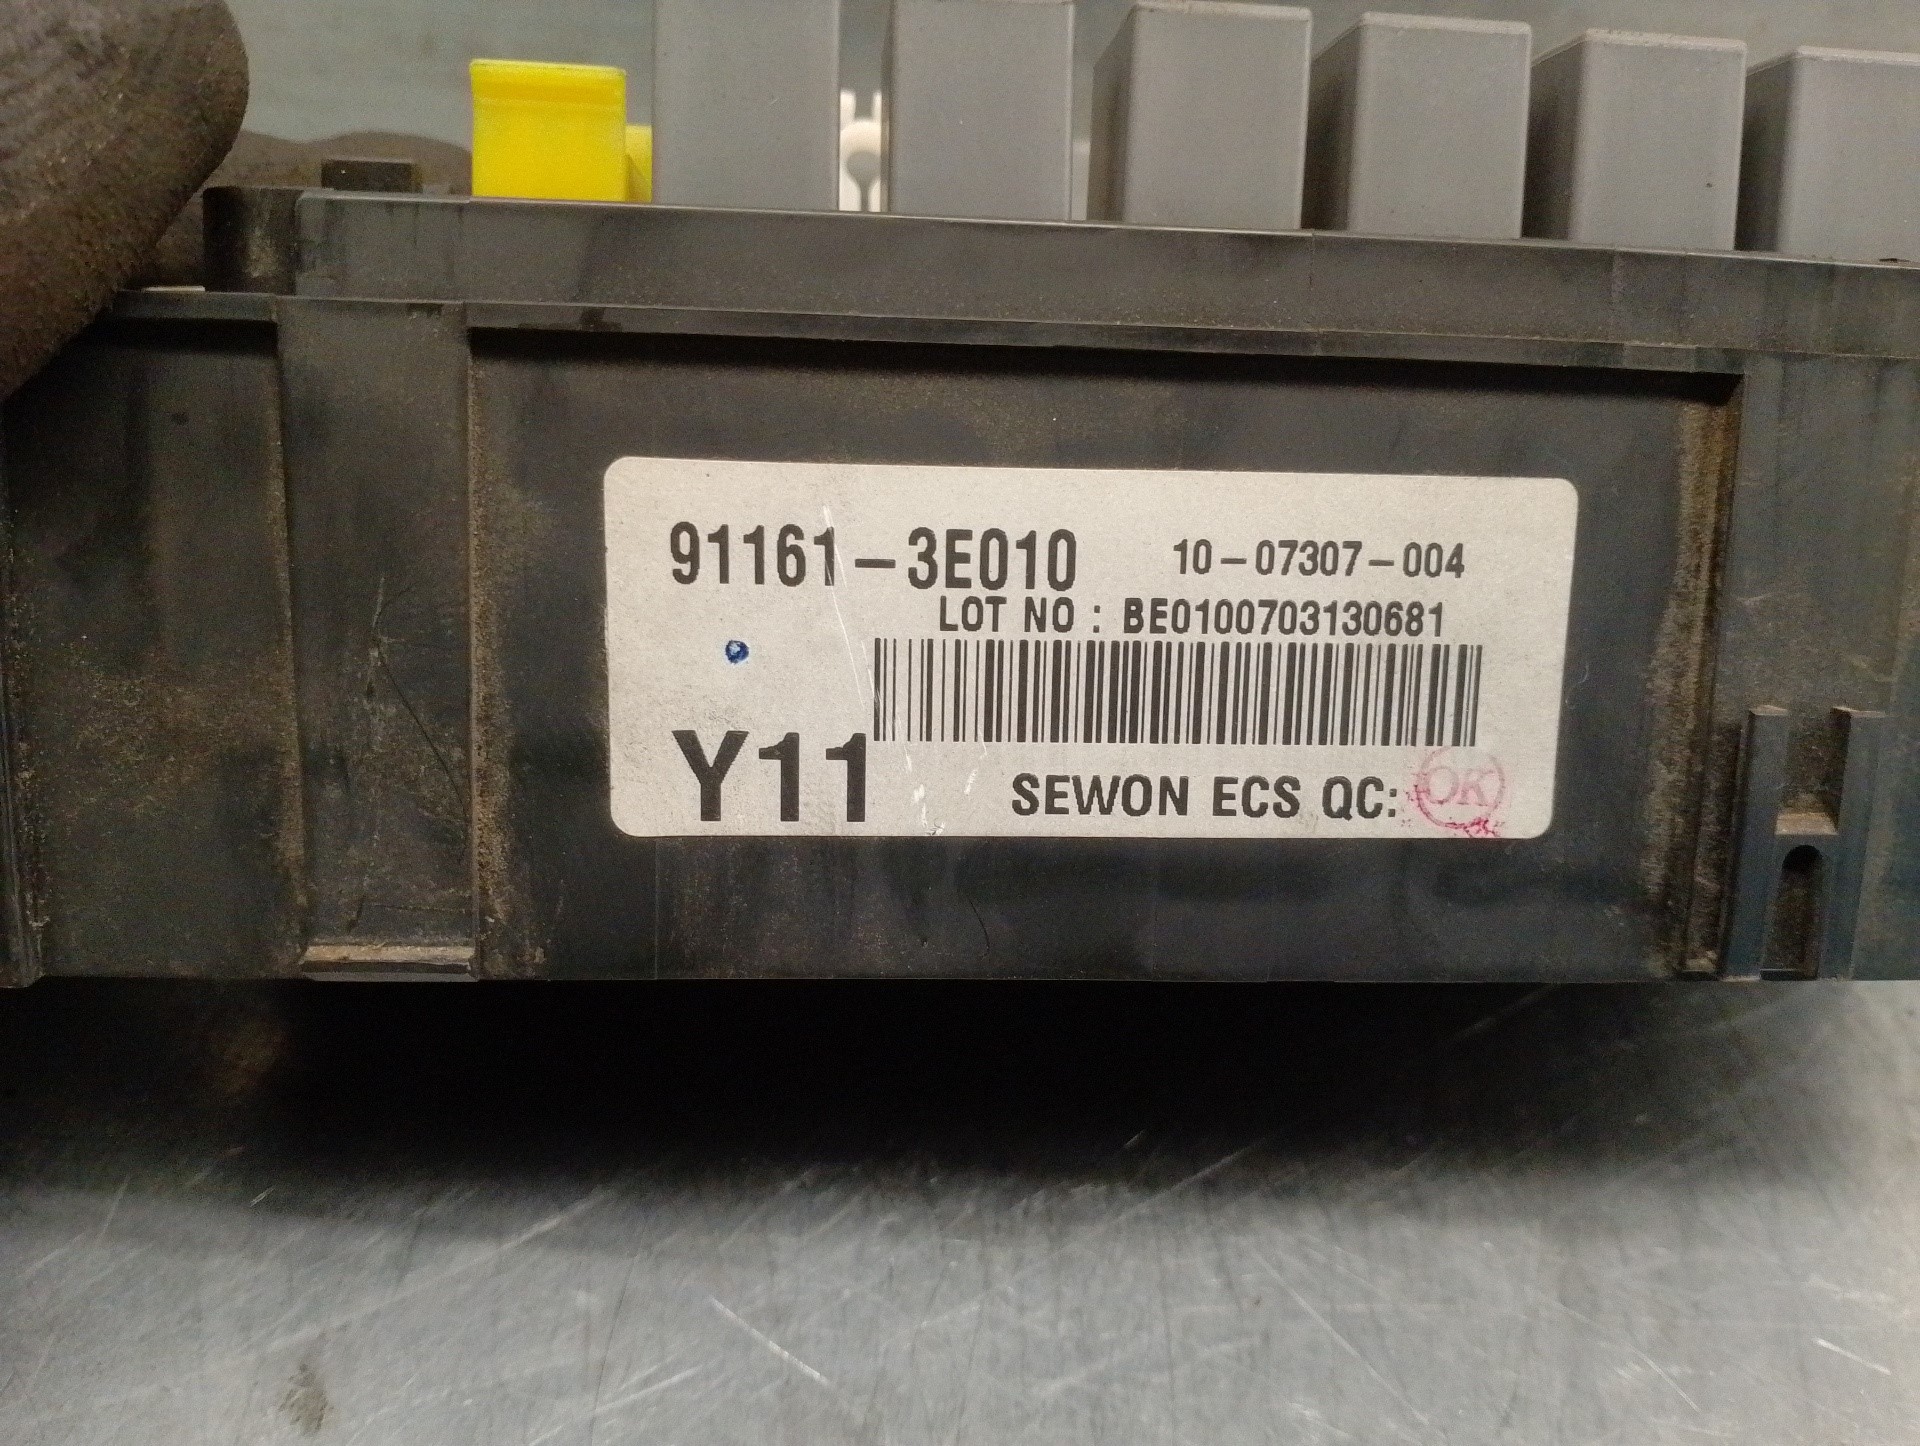 91161-3E010 10-07307-004
LOT NO : BE0100703130681
Y11
SEWON ECS QC: OK